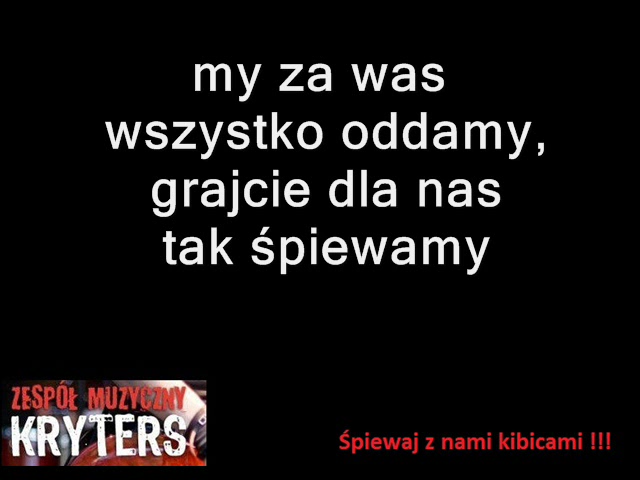 my za was
wszystko oddamy,
grajcie dla nas
tak śpiewamy
ZESPÓŁ MUZYCZNY
KRYTERS
Śpiewaj z nami kibicami !!!